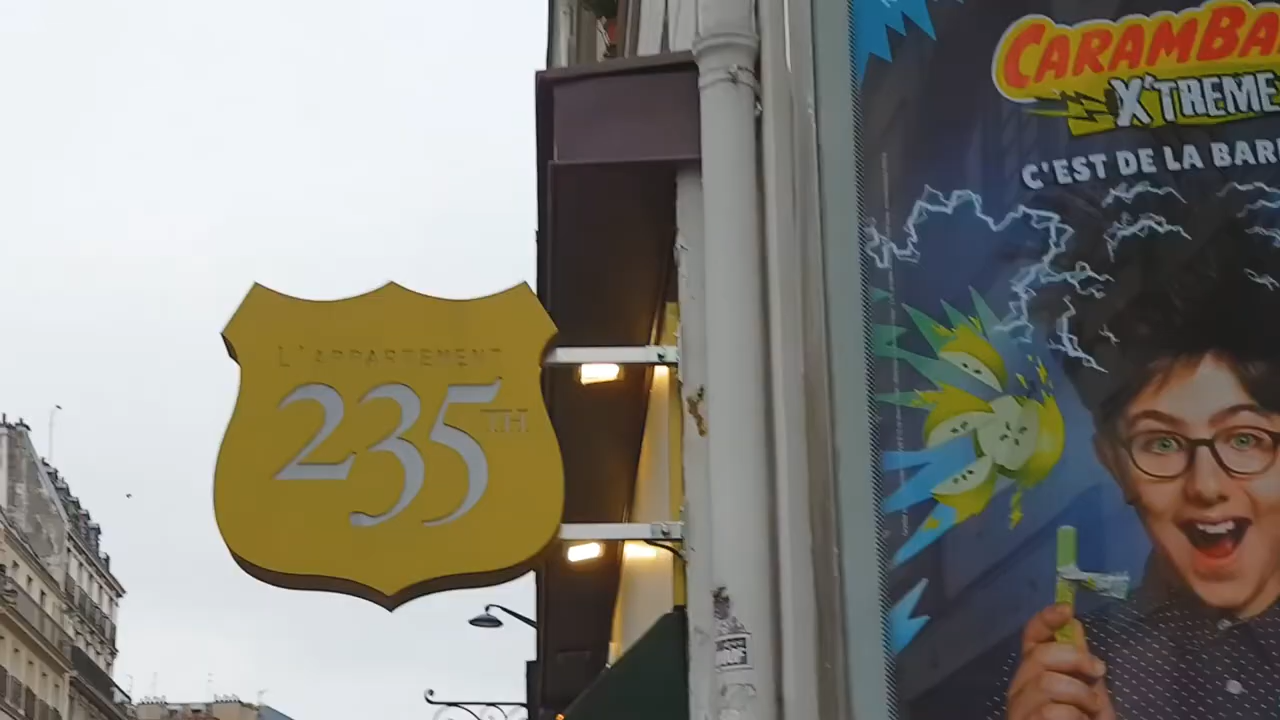 L'APPARTEMENT
235TH
CARAMBA
X'TREME
C'EST DE LA BAR